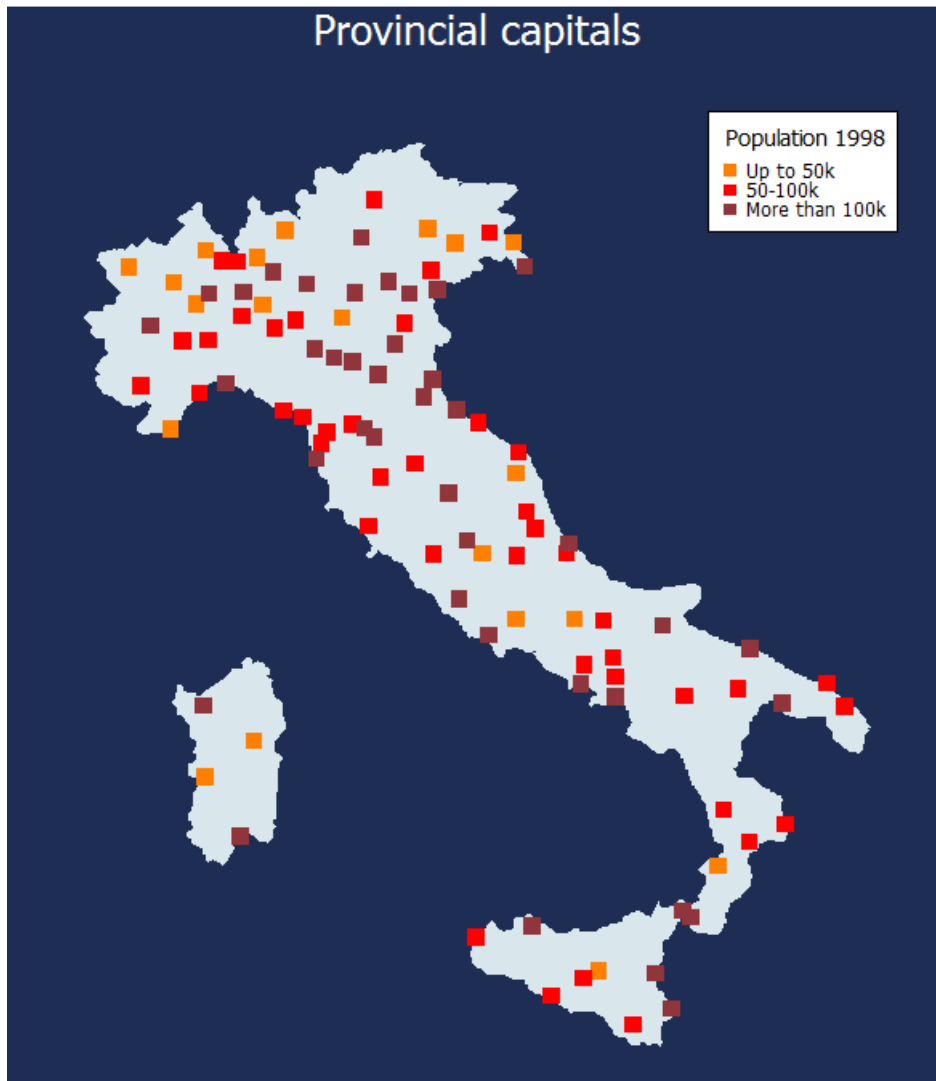 Provincial capitals
Population 1998
Up to 50k
50-100k
More than 100k